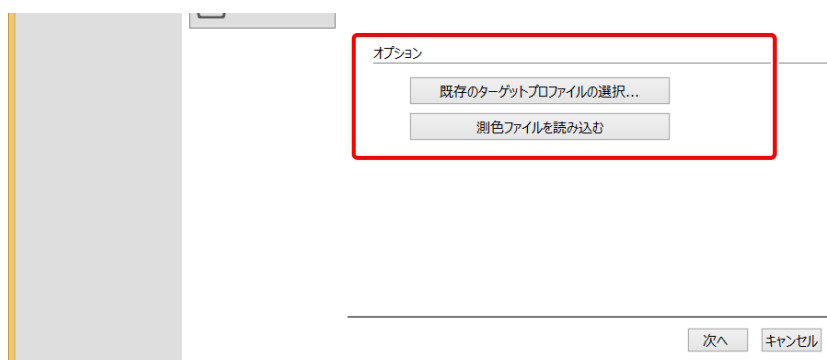 オプション
既存のターゲットプロファイルの選択...
測色ファイルを読み込む
次へ
キャンセル